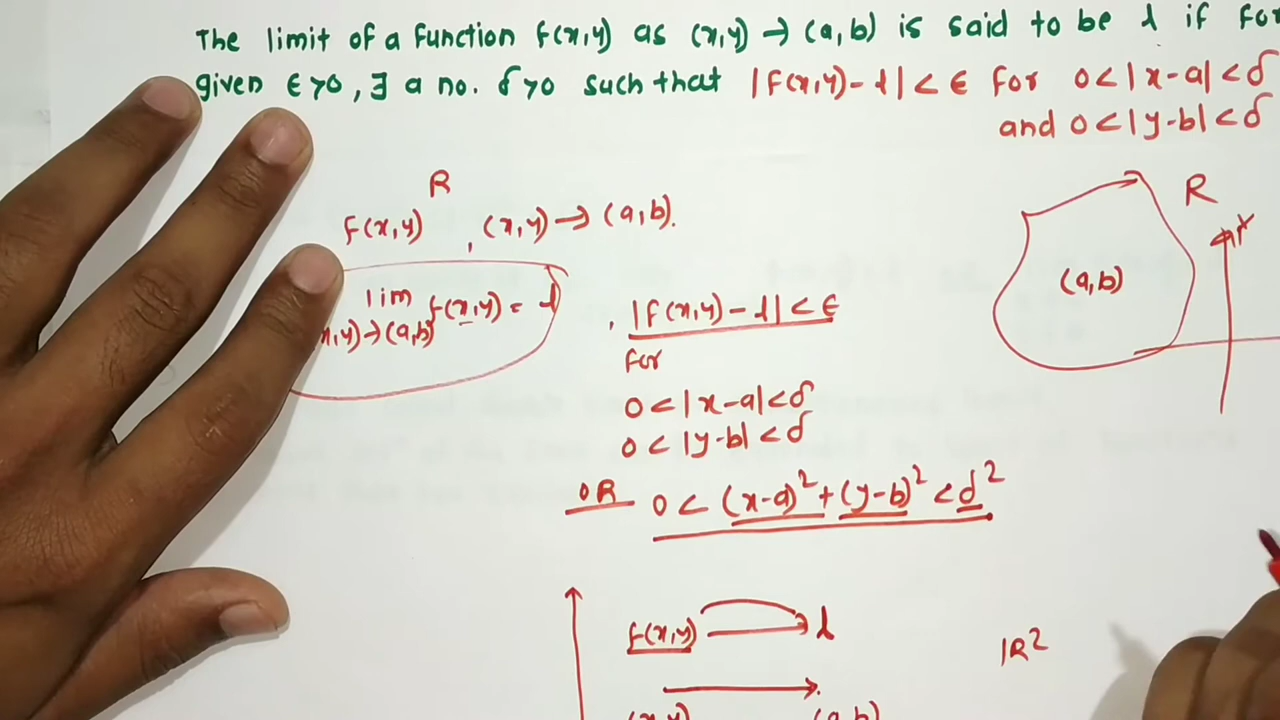 The limit of a function f(x,y) as (x,y) → (a,b) is said to be l if for
given ε>0, ∃ a no. δ>0 such that |f(x,y)-l| < ε for 0<|x-a|<δ
and 0<|y-b|<δ
R
f(x,y) , (x,y) → (a,b).
lim f(x,y) = l
x,y)→(a,b)
, |f(x,y)-l| < ε
for
0<|x-a|<δ
0<|y-b|<δ
OR 0 < (x-a)²+(y-b)² < δ²
R
(a,b)
f(x,y) → l
|R²
(x,y) → (a,b)